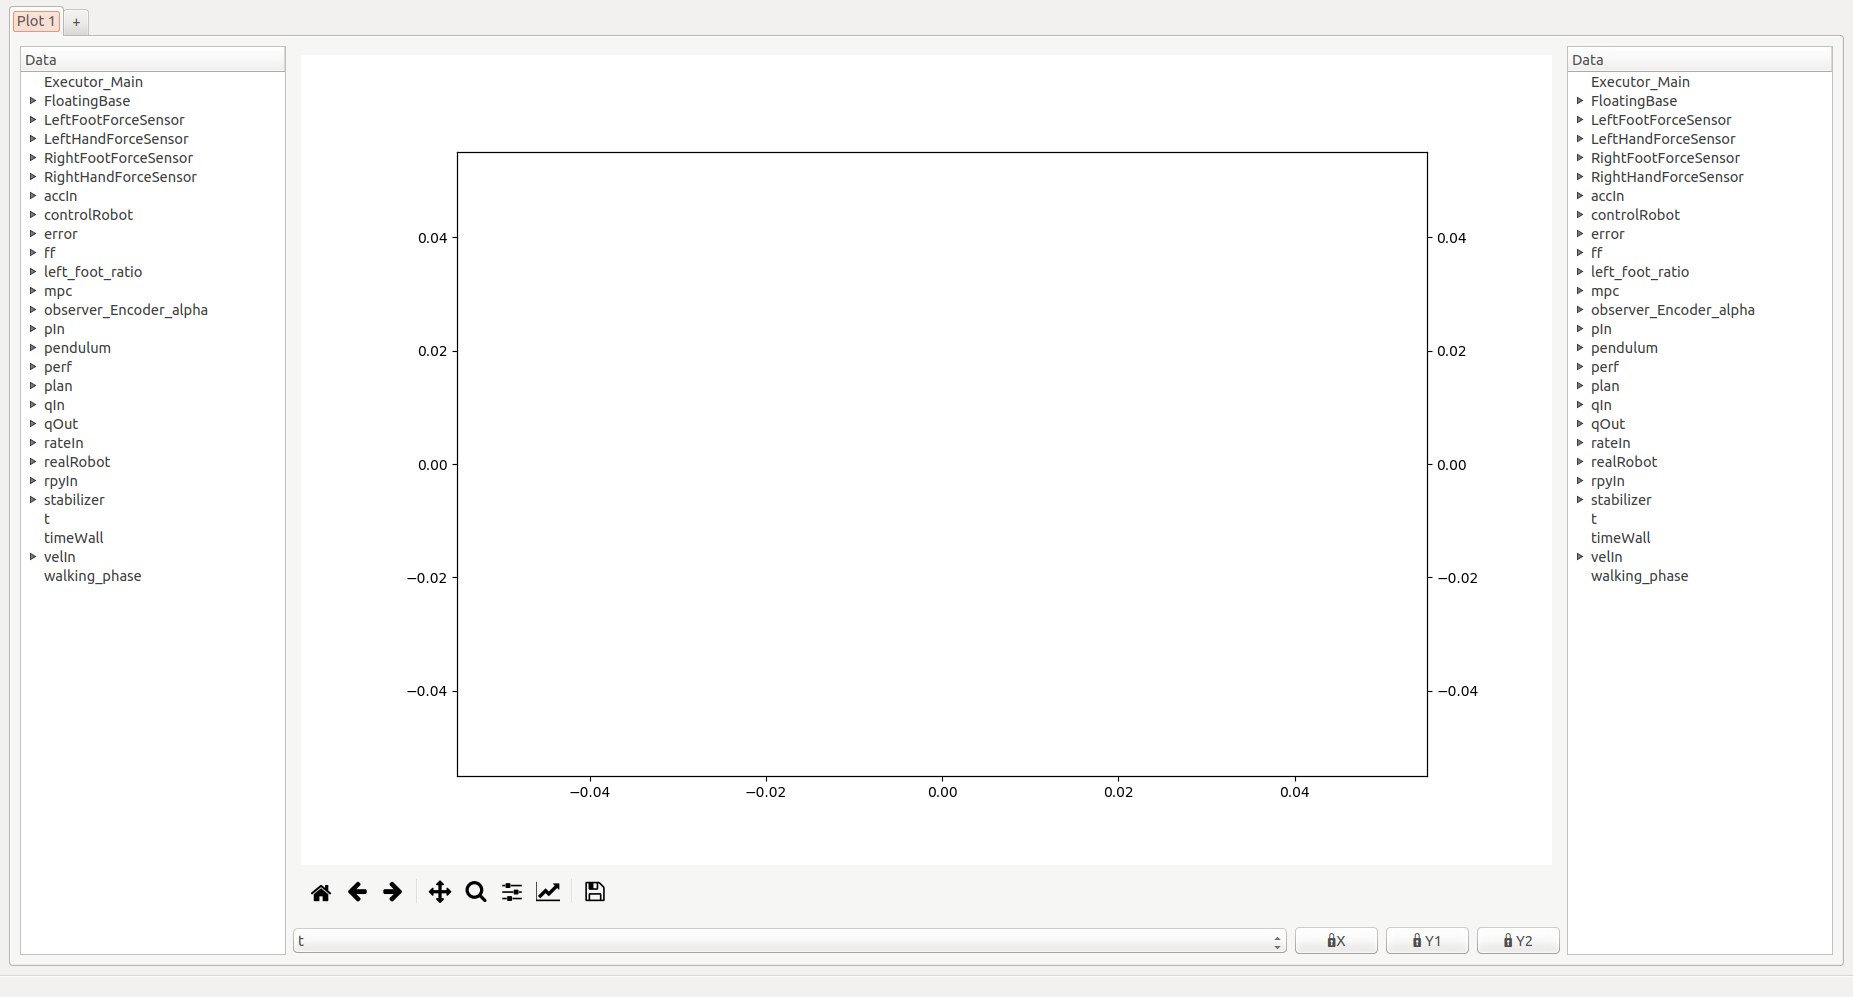 Plot 1 +
Data
Executor_Main
FloatingBase
LeftFootForceSensor
LeftHandForceSensor
RightFootForceSensor
RightHandForceSensor
accIn
controlRobot
error
ff
left_foot_ratio
mpc
observer_Encoder_alpha
pIn
pendulum
perf
plan
qIn
qOut
rateIn
realRobot
rpyIn
stabilizer
t
timeWall
velIn
walking_phase
0.04
0.02
0.00
−0.02
−0.04
−0.04 −0.02 0.00 0.02 0.04
0.04
0.02
0.00
−0.02
−0.04
t
X
Y1
Y2
Data
Executor_Main
FloatingBase
LeftFootForceSensor
LeftHandForceSensor
RightFootForceSensor
RightHandForceSensor
accIn
controlRobot
error
ff
left_foot_ratio
mpc
observer_Encoder_alpha
pIn
pendulum
perf
plan
qIn
qOut
rateIn
realRobot
rpyIn
stabilizer
t
timeWall
velIn
walking_phase